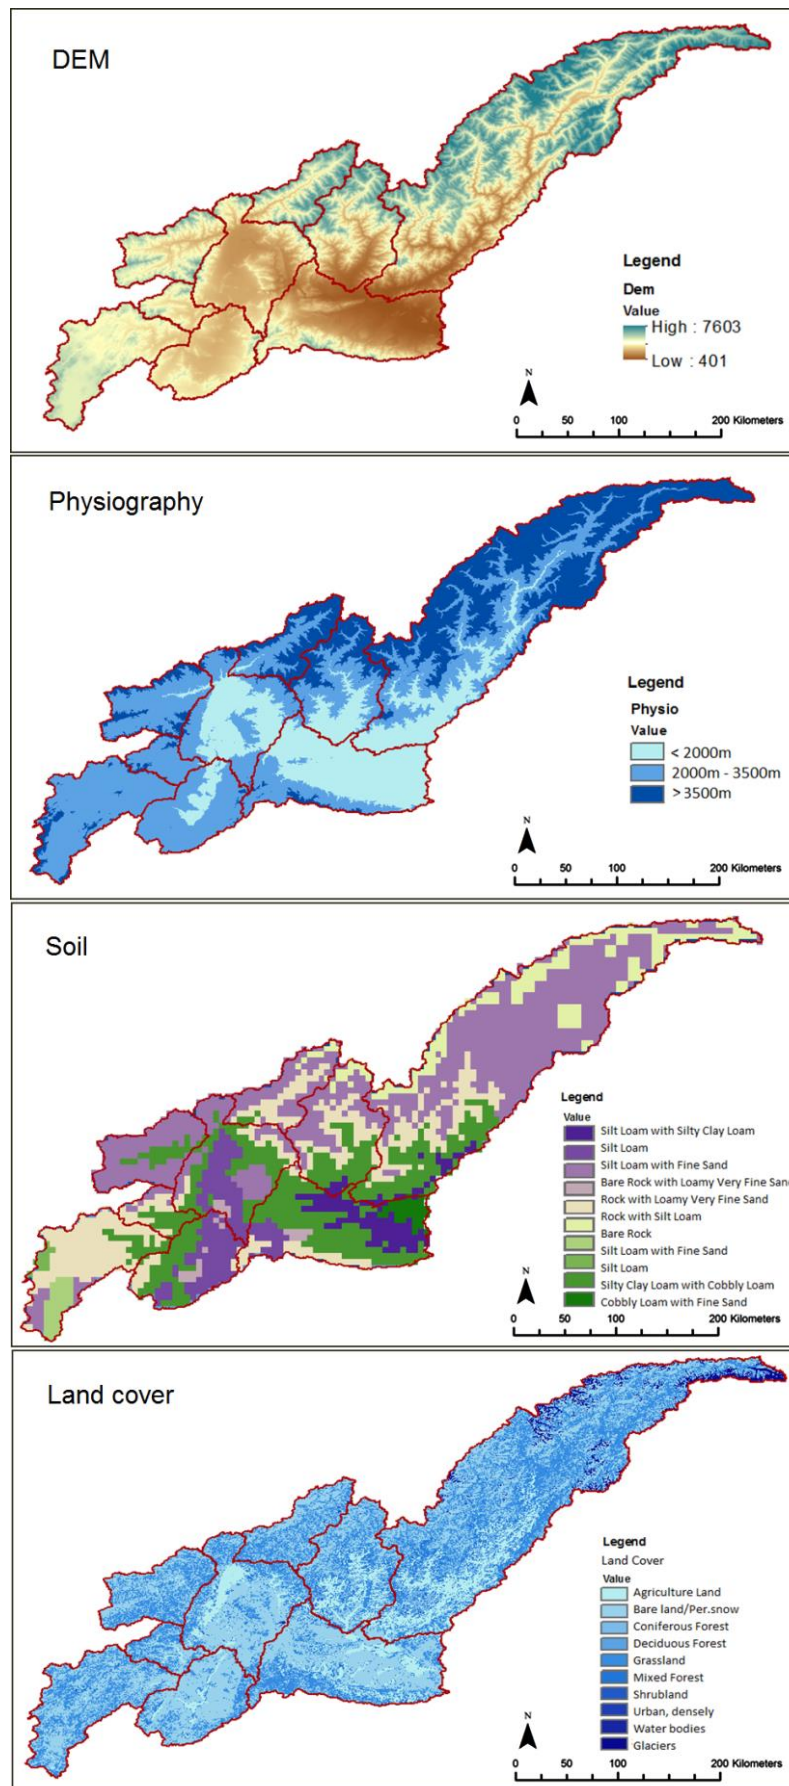 DEM
Legend
Dem
Value
High : 7603
Low : 401
N
0 50 100 200 Kilometers
Physiography
Legend
Physio
Value
< 2000m
2000m - 3500m
>3500m
N
0 50 100 200 Kilometers
Soil
Legend
Value
Silt Loam with Silty Clay Loam
Silt Loam
Silt Loam with Fine Sand
Bare Rock with Loamy Very Fine Sand
Rock with Loamy Very Fine Sand
Rock with Silt Loam
Bare Rock
Silt Loam with Fine Sand
Silt Loam
Silty Clay Loam with Cobbly Loam
Cobbly Loam with Fine Sand
N
0 50 100 200 Kilometers
Land cover
Legend
Land Cover
Value
Agriculture Land
Bare land/Per.snow
Coniferous Forest
Deciduous Forest
Grassland
Mixed Forest
Shrubland
Urban, densely
Water bodies
Glaciers
N
0 50 100 200 Kilometers